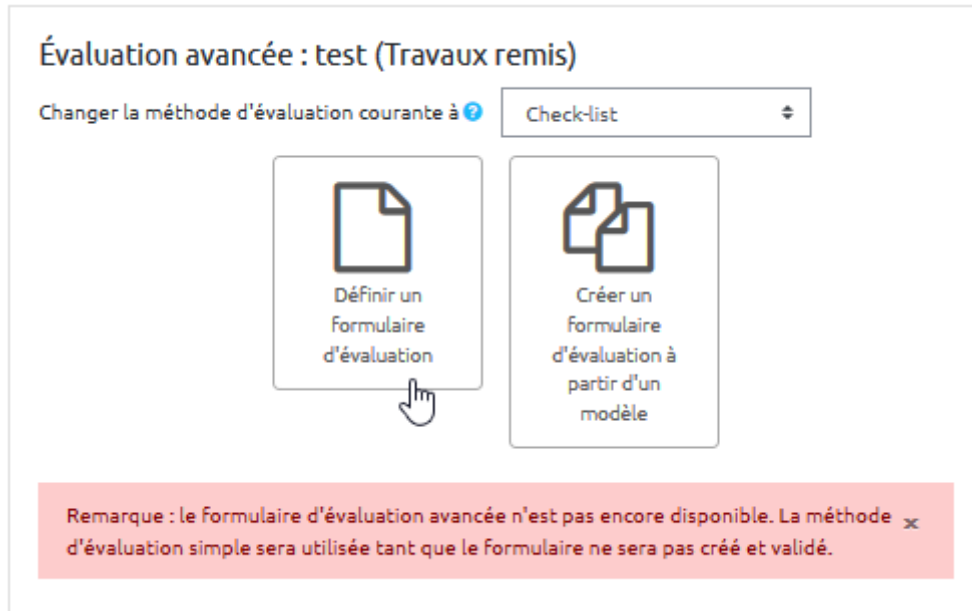 Évaluation avancée : test (Travaux remis)
Changer la méthode d'évaluation courante à
Check-list
Définir un
formulaire
d'évaluation
Créer un
formulaire
d'évaluation à
partir d'un
modèle
Remarque : le formulaire d'évaluation avancée n'est pas encore disponible. La méthode
d'évaluation simple sera utilisée tant que le formulaire ne sera pas créé et validé.